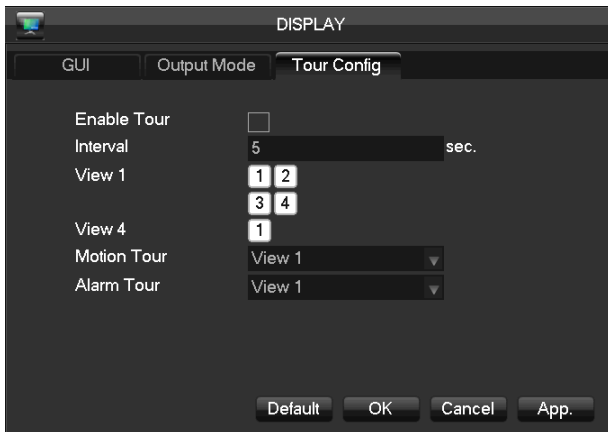 DISPLAY
GUI Output Mode Tour Config
Enable Tour
Interval 5 sec.
View 1 1 2
3 4
View 4 1
Motion Tour View 1
Alarm Tour View 1
Default OK Cancel App.